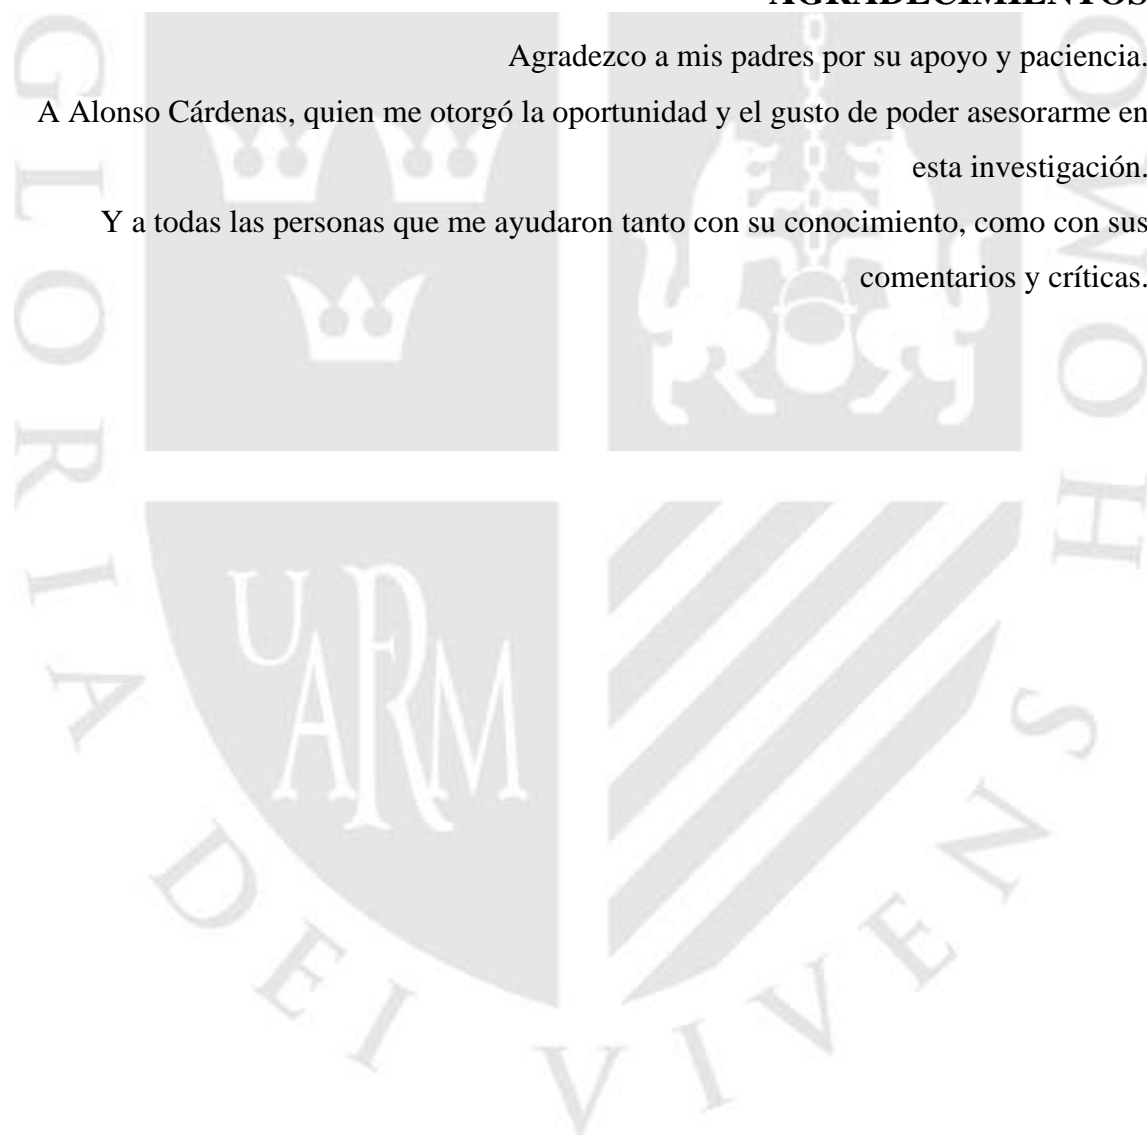 AGRADECIMIENTOS
Agradezco a mis padres por su apoyo y paciencia.
A Alonso Cárdenas, quien me otorgó la oportunidad y el gusto de poder asesorarme en
esta investigación.
Y a todas las personas que me ayudaron tanto con su conocimiento, como con sus
comentarios y críticas.
GLORIA DEI VIVENS HOMO
UARM